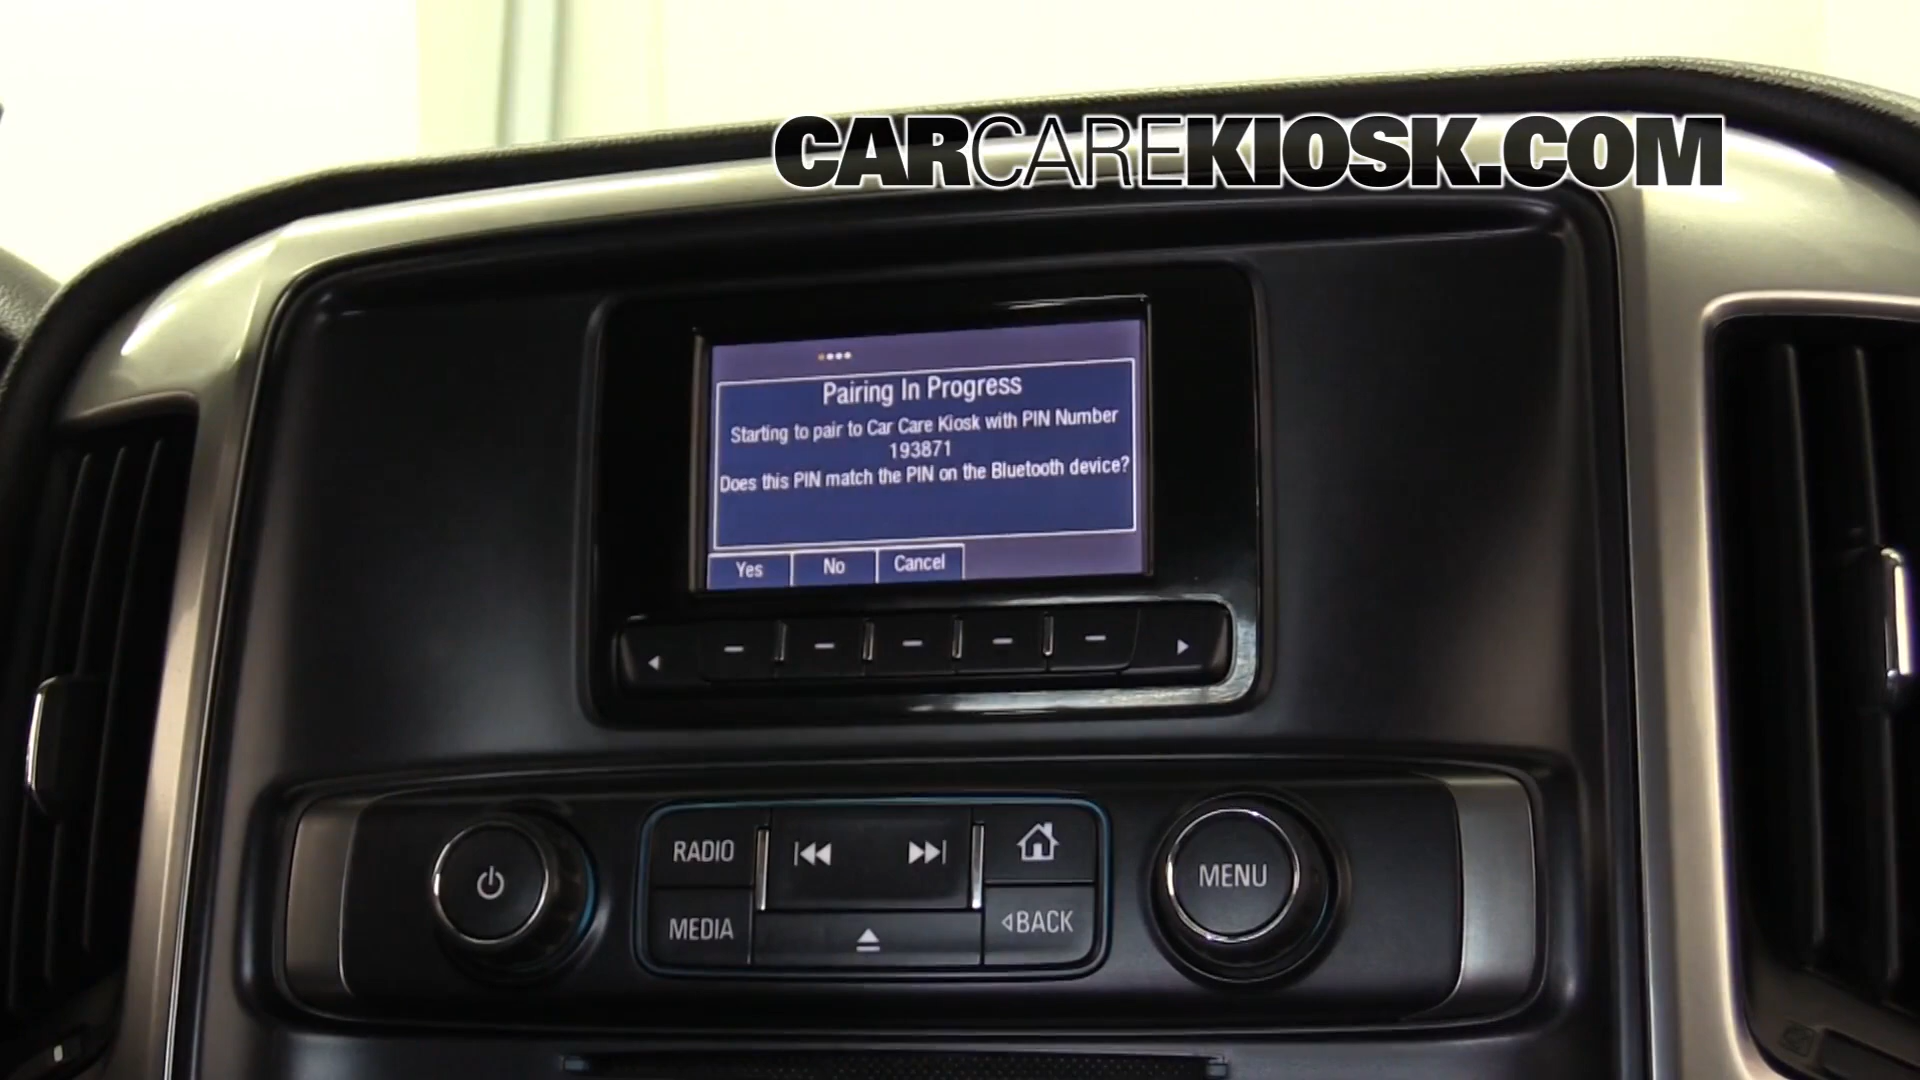 CARCAREKIOSK.COM
Pairing In Progress
Starting to pair to Car Care Kiosk with PIN Number
193871
Does this PIN match the PIN on the Bluetooth device?
Yes No Cancel
RADIO
MEDIA
BACK
MENU